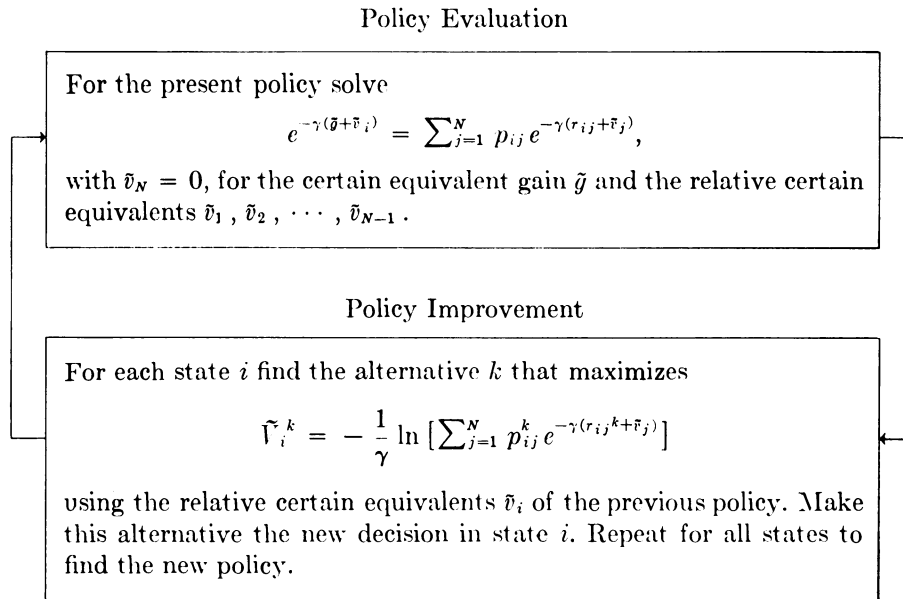 Policy Evaluation
For the present policy solve
e^{-γ(g̃+ṽ_i)} = ∑_{j=1}^{N} p_{ij} e^{-γ(r_{ij}+ṽ_j)},
with ṽ_N = 0, for the certain equivalent gain g̃ and the relative certain
equivalents ṽ_1 , ṽ_2 , ⋯ , ṽ_{N-1} .
Policy Improvement
For each state i find the alternative k that maximizes
Ṽ_i^k = - 1/γ ln [∑_{j=1}^{N} p_{ij}^k e^{-γ(r_{ij}^k+ṽ_j)}]
using the relative certain equivalents ṽ_i of the previous policy. Make
this alternative the new decision in state i. Repeat for all states to
find the new policy.